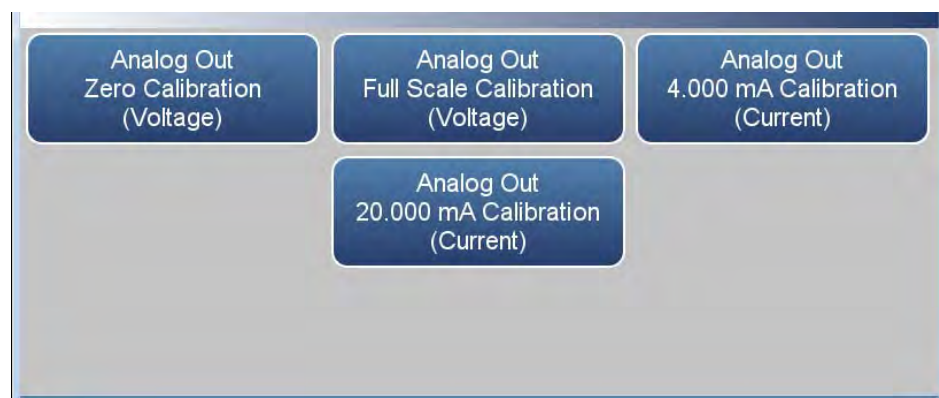 Analog Out
Zero Calibration
(Voltage)
Analog Out
Full Scale Calibration
(Voltage)
Analog Out
4.000 mA Calibration
(Current)
Analog Out
20.000 mA Calibration
(Current)